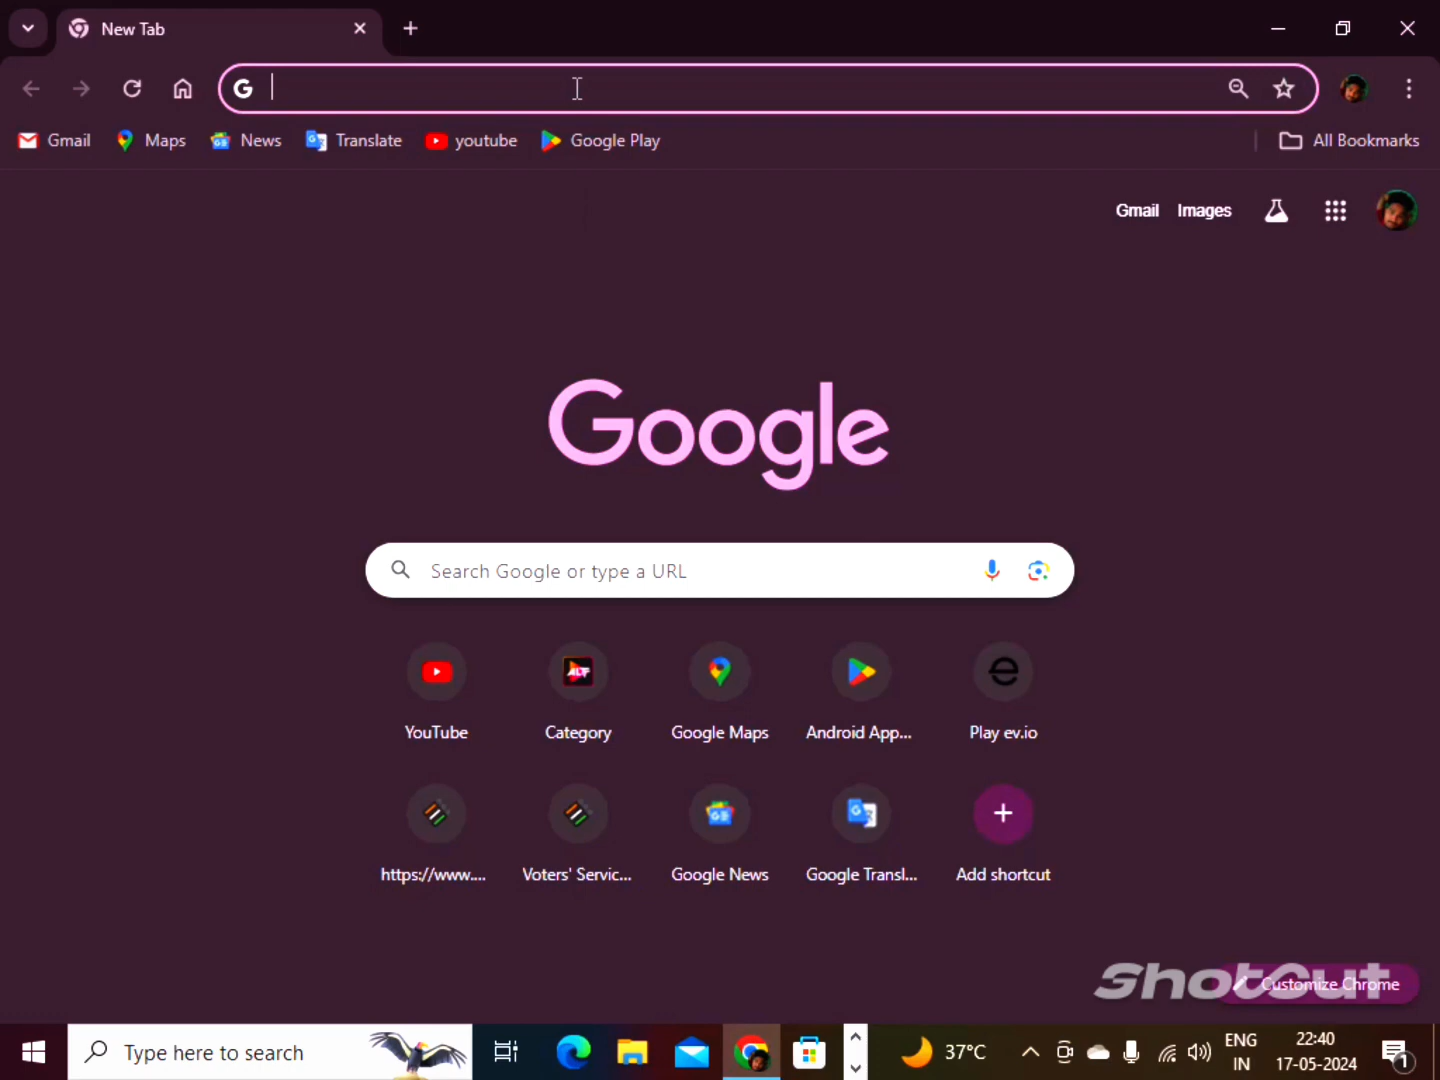 New Tab
Gmail
Maps
News
Translate
youtube
Google Play
All Bookmarks
Gmail Images
Google
Search Google or type a URL
YouTube
Category
Google Maps
Android App...
Play ev.io
https://www....
Voters' Servic...
Google News
Google Transl...
Add shortcut
Shotcut
Customize Chrome
Type here to search
37°C
ENG
IN
22:40
17-05-2024
1